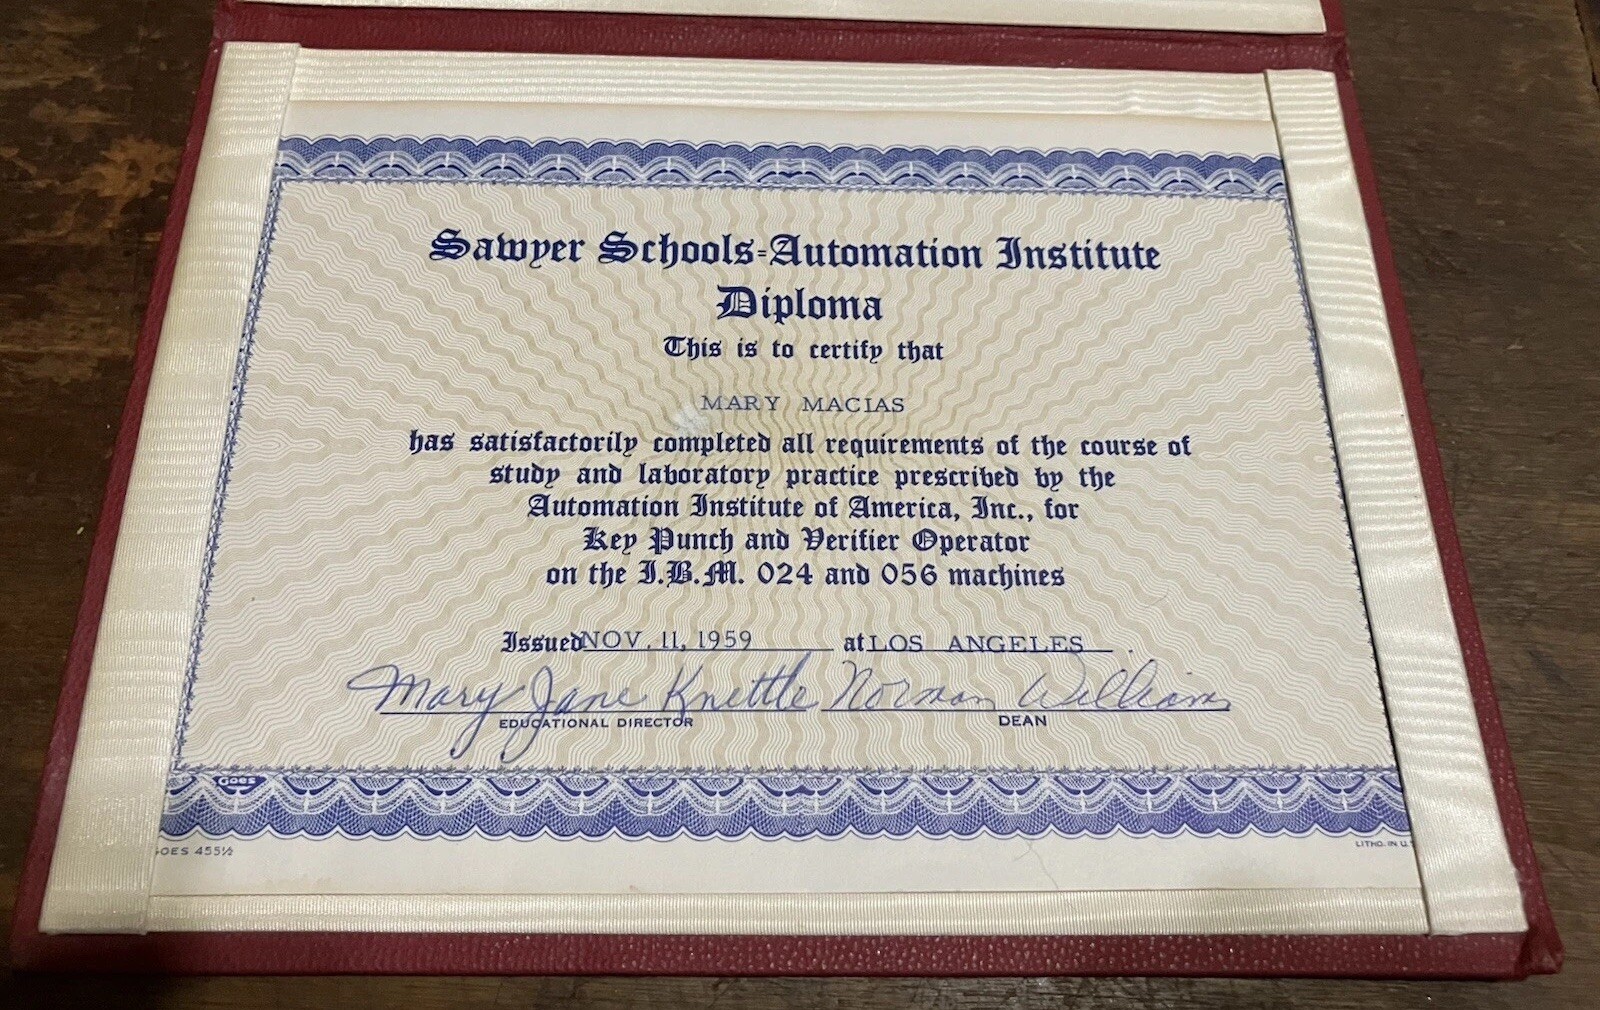 Sawyer Schools-Automation Institute
Diploma
This is to certify that
MARY MACIAS
has satisfactorily completed all requirements of the course of
study and laboratory practice prescribed by the
Automation Institute of America, Inc., for
Key Punch and Verifier Operator
on the I.B.M. 024 and 056 machines
Issued NOV. 11, 1959 at LOS ANGELES.
Mary Jane Knettle Norman Williams
EDUCATIONAL DIRECTOR DEAN
Goes
GOES 455½ LITHO. IN U.S